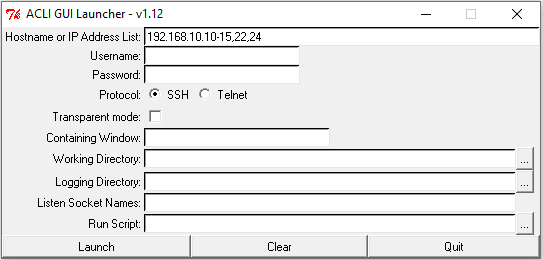 ACLI GUI Launcher - v1.12
Hostname or IP Address List: 192.168.10.10-15,22,24
Username:
Password:
Protocol: SSH Telnet
Transparent mode:
Containing Window:
Working Directory: ...
Logging Directory: ...
Listen Socket Names:
Run Script: ...
Launch Clear Quit